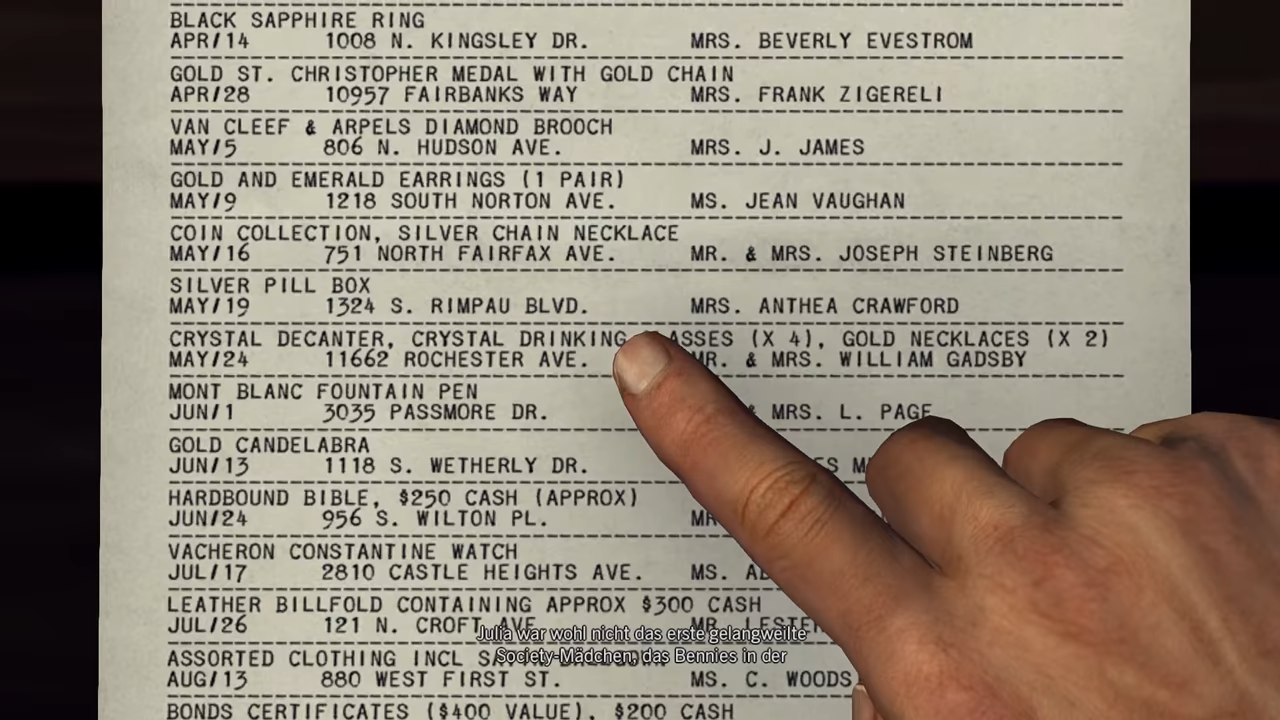 BLACK SAPPHIRE RING
APR/14 1008 N. KINGSLEY DR. MRS. BEVERLY EVESTROM
GOLD ST. CHRISTOPHER MEDAL WITH GOLD CHAIN
APR/28 10957 FAIRBANKS WAY MRS. FRANK ZIGERELI
VAN CLEEF & ARPELS DIAMOND BROOCH
MAY/5 806 N. HUDSON AVE. MRS. J. JAMES
GOLD AND EMERALD EARRINGS (1 PAIR)
MAY/9 1218 SOUTH NORTON AVE. MS. JEAN VAUGHAN
COIN COLLECTION, SILVER CHAIN NECKLACE
MAY/16 751 NORTH FAIRFAX AVE. MR. & MRS. JOSEPH STEINBERG
SILVER PILL BOX
MAY/19 1324 S. RIMPAU BLVD. MRS. ANTHEA CRAWFORD
CRYSTAL DECANTER, CRYSTAL DRINKING (X 4), GOLD NECKLACES (X 2)
MAY/24 11662 ROCHESTER AVE. MR. & MRS. WILLIAM GADSBY
MONT BLANC FOUNTAIN PEN
JUN/1 3035 PASSMORE DR. & MRS. L. PAGE
GOLD CANDELABRA
JUN/13 1118 S. WETHERLY DR.
HARDBOUND BIBLE, $250 CASH (APPROX)
JUN/24 956 S. WILTON PL.
VACHERON CONSTANTINE WATCH
JUL/17 2810 CASTLE HEIGHTS AVE. MS.
LEATHER BILLFOLD CONTAINING APPROX $300 CASH
JUL/26 121 N. CROFT AVE MR. LESTER
Julia war wohl nicht das erste gelangweilte
Society-Mädchen, das Bennies in der
ASSORTED CLOTHING INCL
AUG/13 880 WEST FIRST ST. MS. C. WOODS
BONDS CERTIFICATES ($400 VALUE), $200 CASH